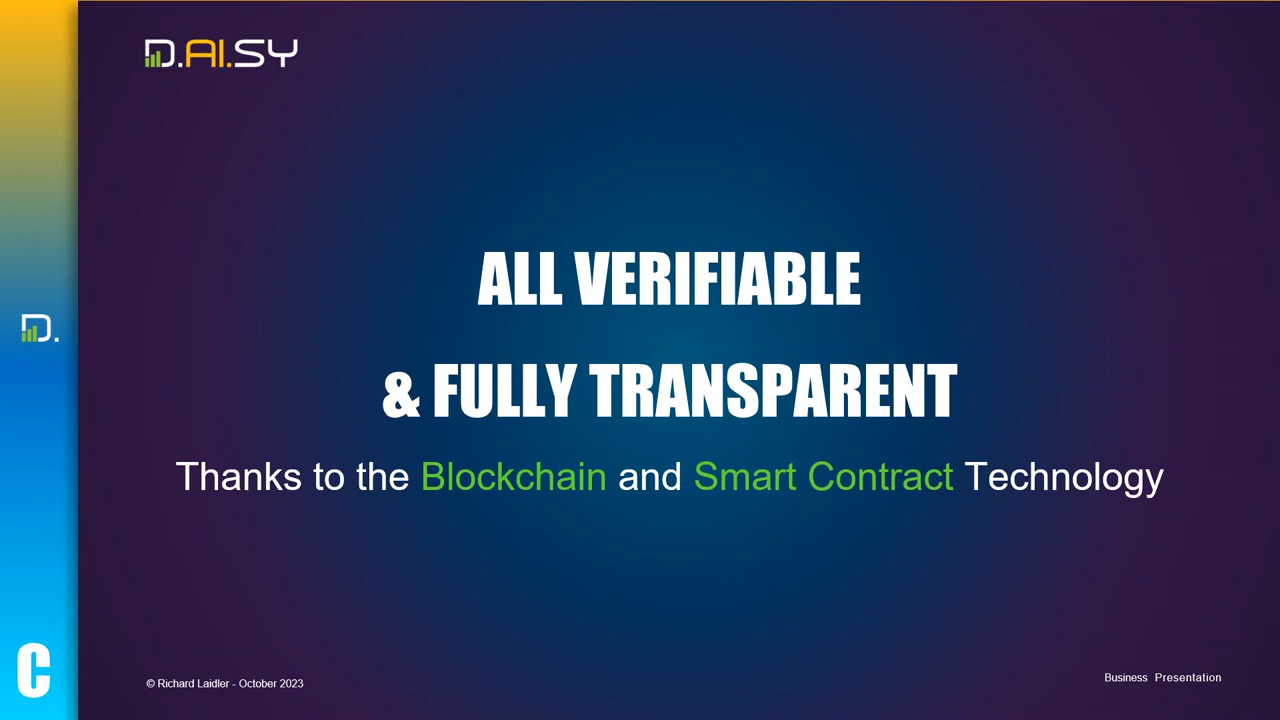 D.AI.SY
ALL VERIFIABLE
& FULLY TRANSPARENT
Thanks to the Blockchain and Smart Contract Technology
D.
C
© Richard Laidler - October 2023
Business Presentation